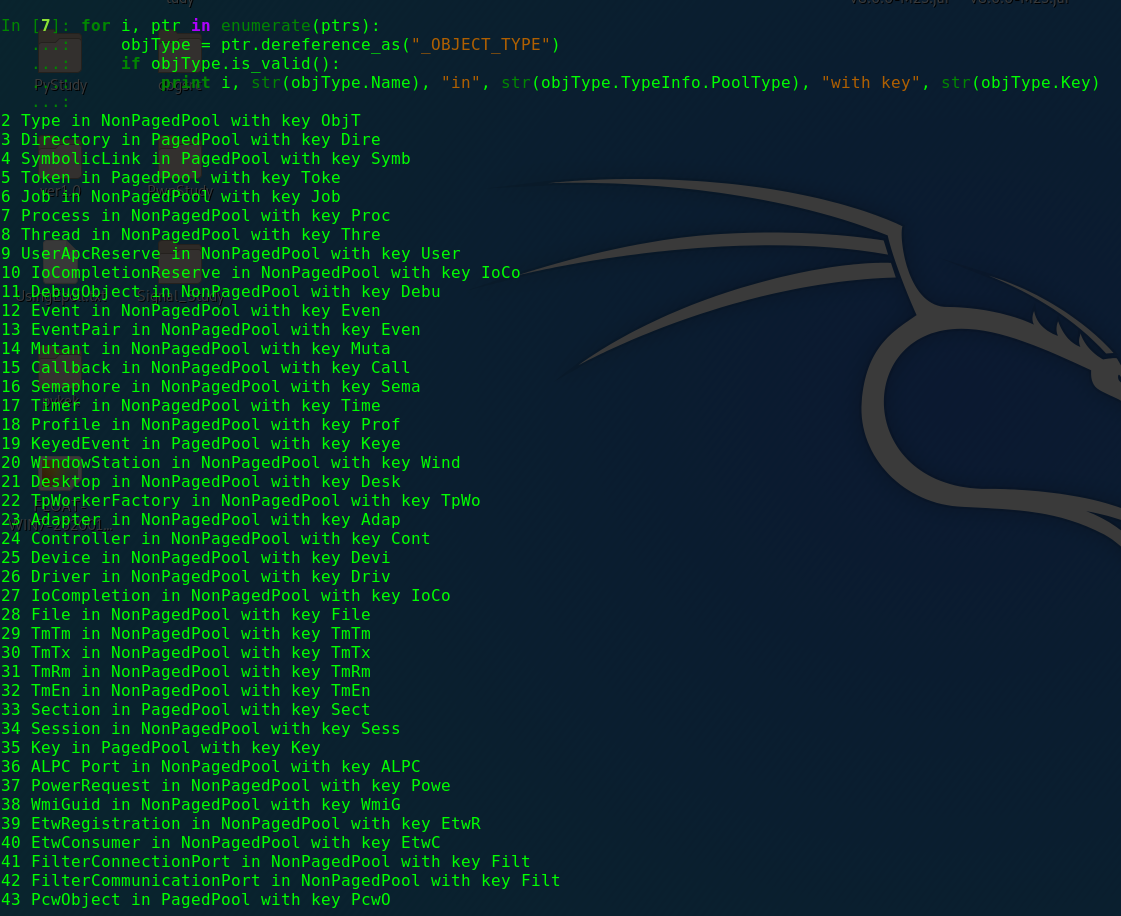 In [7]: for i, ptr in enumerate(ptrs):
   ...:     objType = ptr.dereference_as("_OBJECT_TYPE")
   ...:     if objType.is_valid():
   ...:         print i, str(objType.Name), "in", str(objType.TypeInfo.PoolType), "with key", str(objType.Key)
   ...:
2 Type in NonPagedPool with key ObjT
3 Directory in PagedPool with key Dire
4 SymbolicLink in PagedPool with key Symb
5 Token in PagedPool with key Toke
6 Job in NonPagedPool with key Job
7 Process in NonPagedPool with key Proc
8 Thread in NonPagedPool with key Thre
9 UserApcReserve in NonPagedPool with key User
10 IoCompletionReserve in NonPagedPool with key IoCo
11 DebugObject in NonPagedPool with key Debu
12 Event in NonPagedPool with key Even
13 EventPair in NonPagedPool with key Even
14 Mutant in NonPagedPool with key Muta
15 Callback in NonPagedPool with key Call
16 Semaphore in NonPagedPool with key Sema
17 Timer in NonPagedPool with key Time
18 Profile in NonPagedPool with key Prof
19 KeyedEvent in PagedPool with key Keye
20 WindowStation in NonPagedPool with key Wind
21 Desktop in NonPagedPool with key Desk
22 TpWorkerFactory in NonPagedPool with key TpWo
23 Adapter in NonPagedPool with key Adap
24 Controller in NonPagedPool with key Cont
25 Device in NonPagedPool with key Devi
26 Driver in NonPagedPool with key Driv
27 IoCompletion in NonPagedPool with key IoCo
28 File in NonPagedPool with key File
29 TmTm in NonPagedPool with key TmTm
30 TmTx in NonPagedPool with key TmTx
31 TmRm in NonPagedPool with key TmRm
32 TmEn in NonPagedPool with key TmEn
33 Section in PagedPool with key Sect
34 Session in NonPagedPool with key Sess
35 Key in PagedPool with key Key
36 ALPC Port in NonPagedPool with key ALPC
37 PowerRequest in NonPagedPool with key Powe
38 WmiGuid in NonPagedPool with key WmiG
39 EtwRegistration in NonPagedPool with key EtwR
40 EtwConsumer in NonPagedPool with key EtwC
41 FilterConnectionPort in NonPagedPool with key Filt
42 FilterCommunicationPort in NonPagedPool with key Filt
43 PcwObject in PagedPool with key PcwO
PyStudy